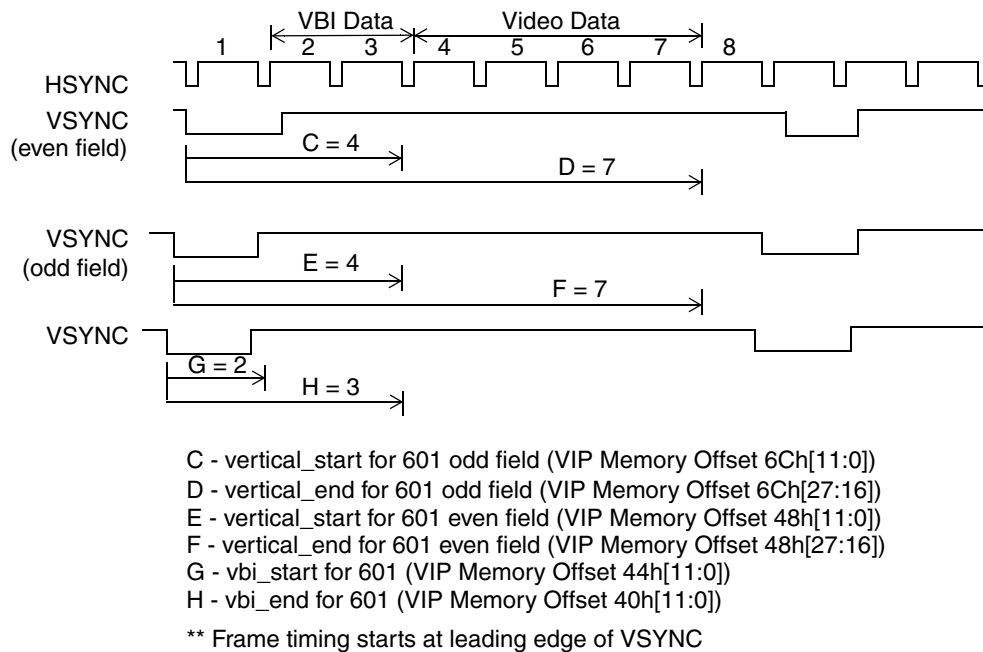 VBI Data Video Data
1 2 3 4 5 6 7 8
HSYNC
VSYNC
(even field)
C = 4
D = 7
VSYNC
(odd field)
E = 4
F = 7
VSYNC
G = 2
H = 3
C - vertical_start for 601 odd field (VIP Memory Offset 6Ch[11:0])
D - vertical_end for 601 odd field (VIP Memory Offset 6Ch[27:16])
E - vertical_start for 601 even field (VIP Memory Offset 48h[11:0])
F - vertical_end for 601 even field (VIP Memory Offset 48h[27:16])
G - vbi_start for 601 (VIP Memory Offset 44h[11:0])
H - vbi_end for 601 (VIP Memory Offset 40h[11:0])
** Frame timing starts at leading edge of VSYNC